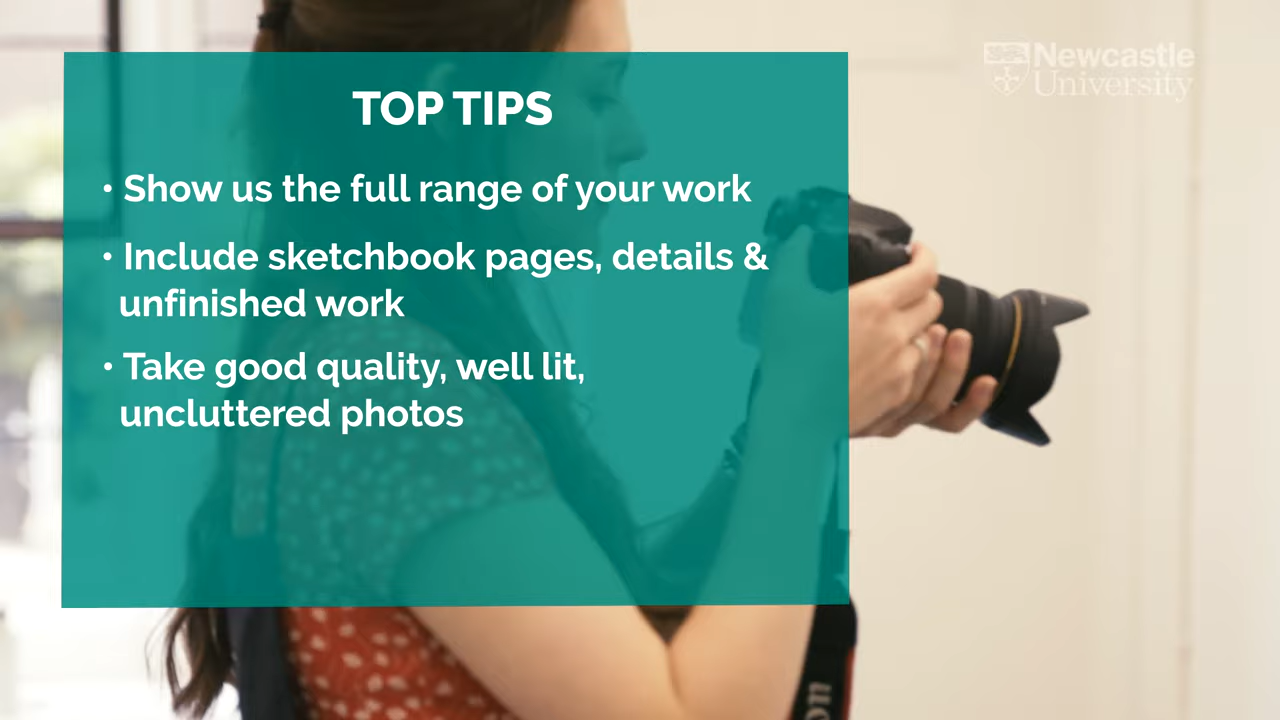 Newcastle
University
TOP TIPS
• Show us the full range of your work
• Include sketchbook pages, details &
unfinished work
• Take good quality, well lit,
uncluttered photos
on